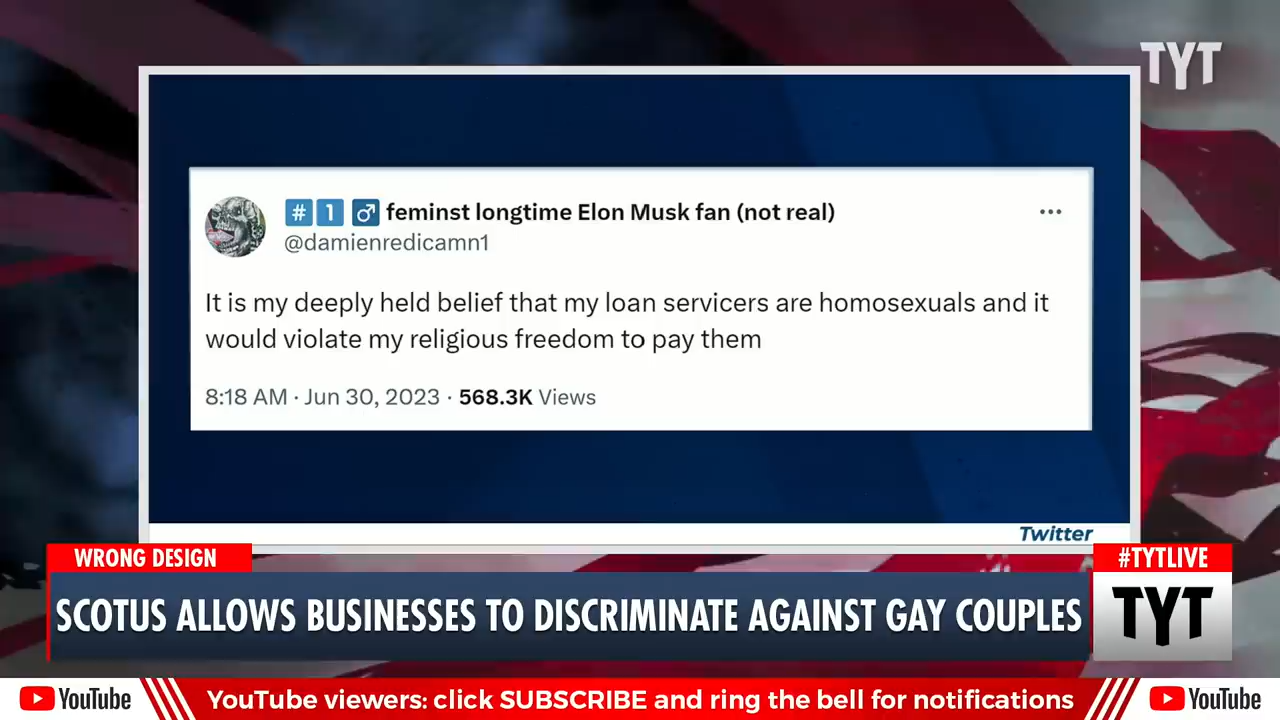 TYT
#1♂ feminst longtime Elon Musk fan (not real)
@damienredicamn1
It is my deeply held belief that my loan servicers are homosexuals and it
would violate my religious freedom to pay them
8:18 AM · Jun 30, 2023 · 568.3K Views
Twitter
WRONG DESIGN
#TYTLIVE
SCOTUS ALLOWS BUSINESSES TO DISCRIMINATE AGAINST GAY COUPLES
TYT
YouTube
YouTube viewers: click SUBSCRIBE and ring the bell for notifications
YouTube